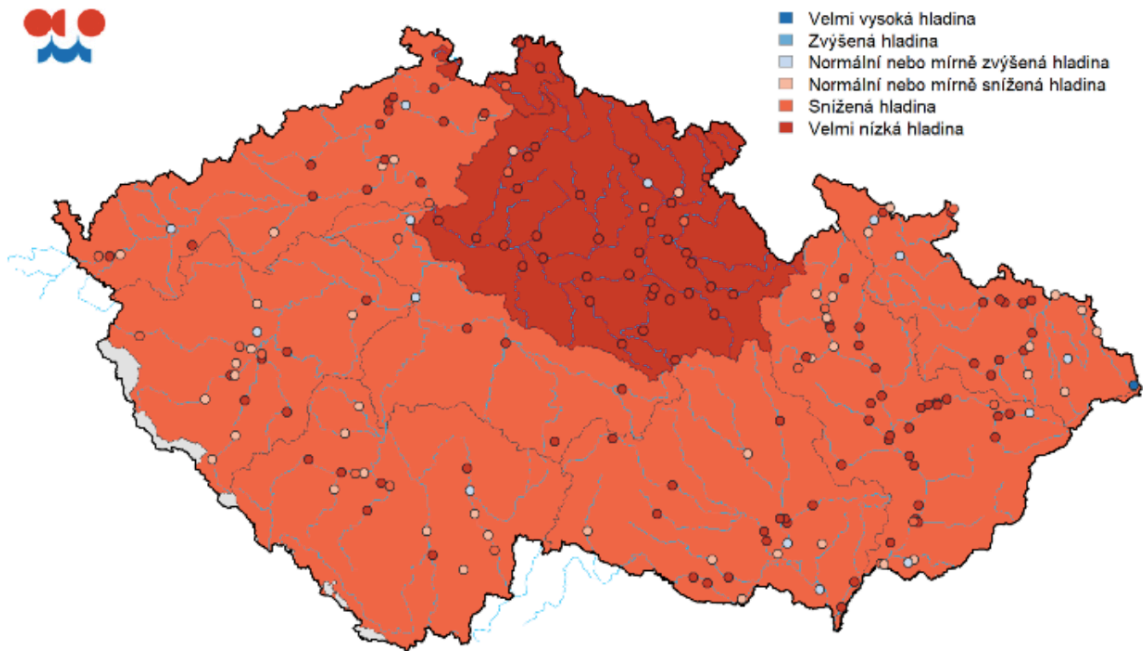 Velmi vysoká hladina
Zvýšená hladina
Normální nebo mírně zvýšená hladina
Normální nebo mírně snížená hladina
Snížená hladina
Velmi nízká hladina